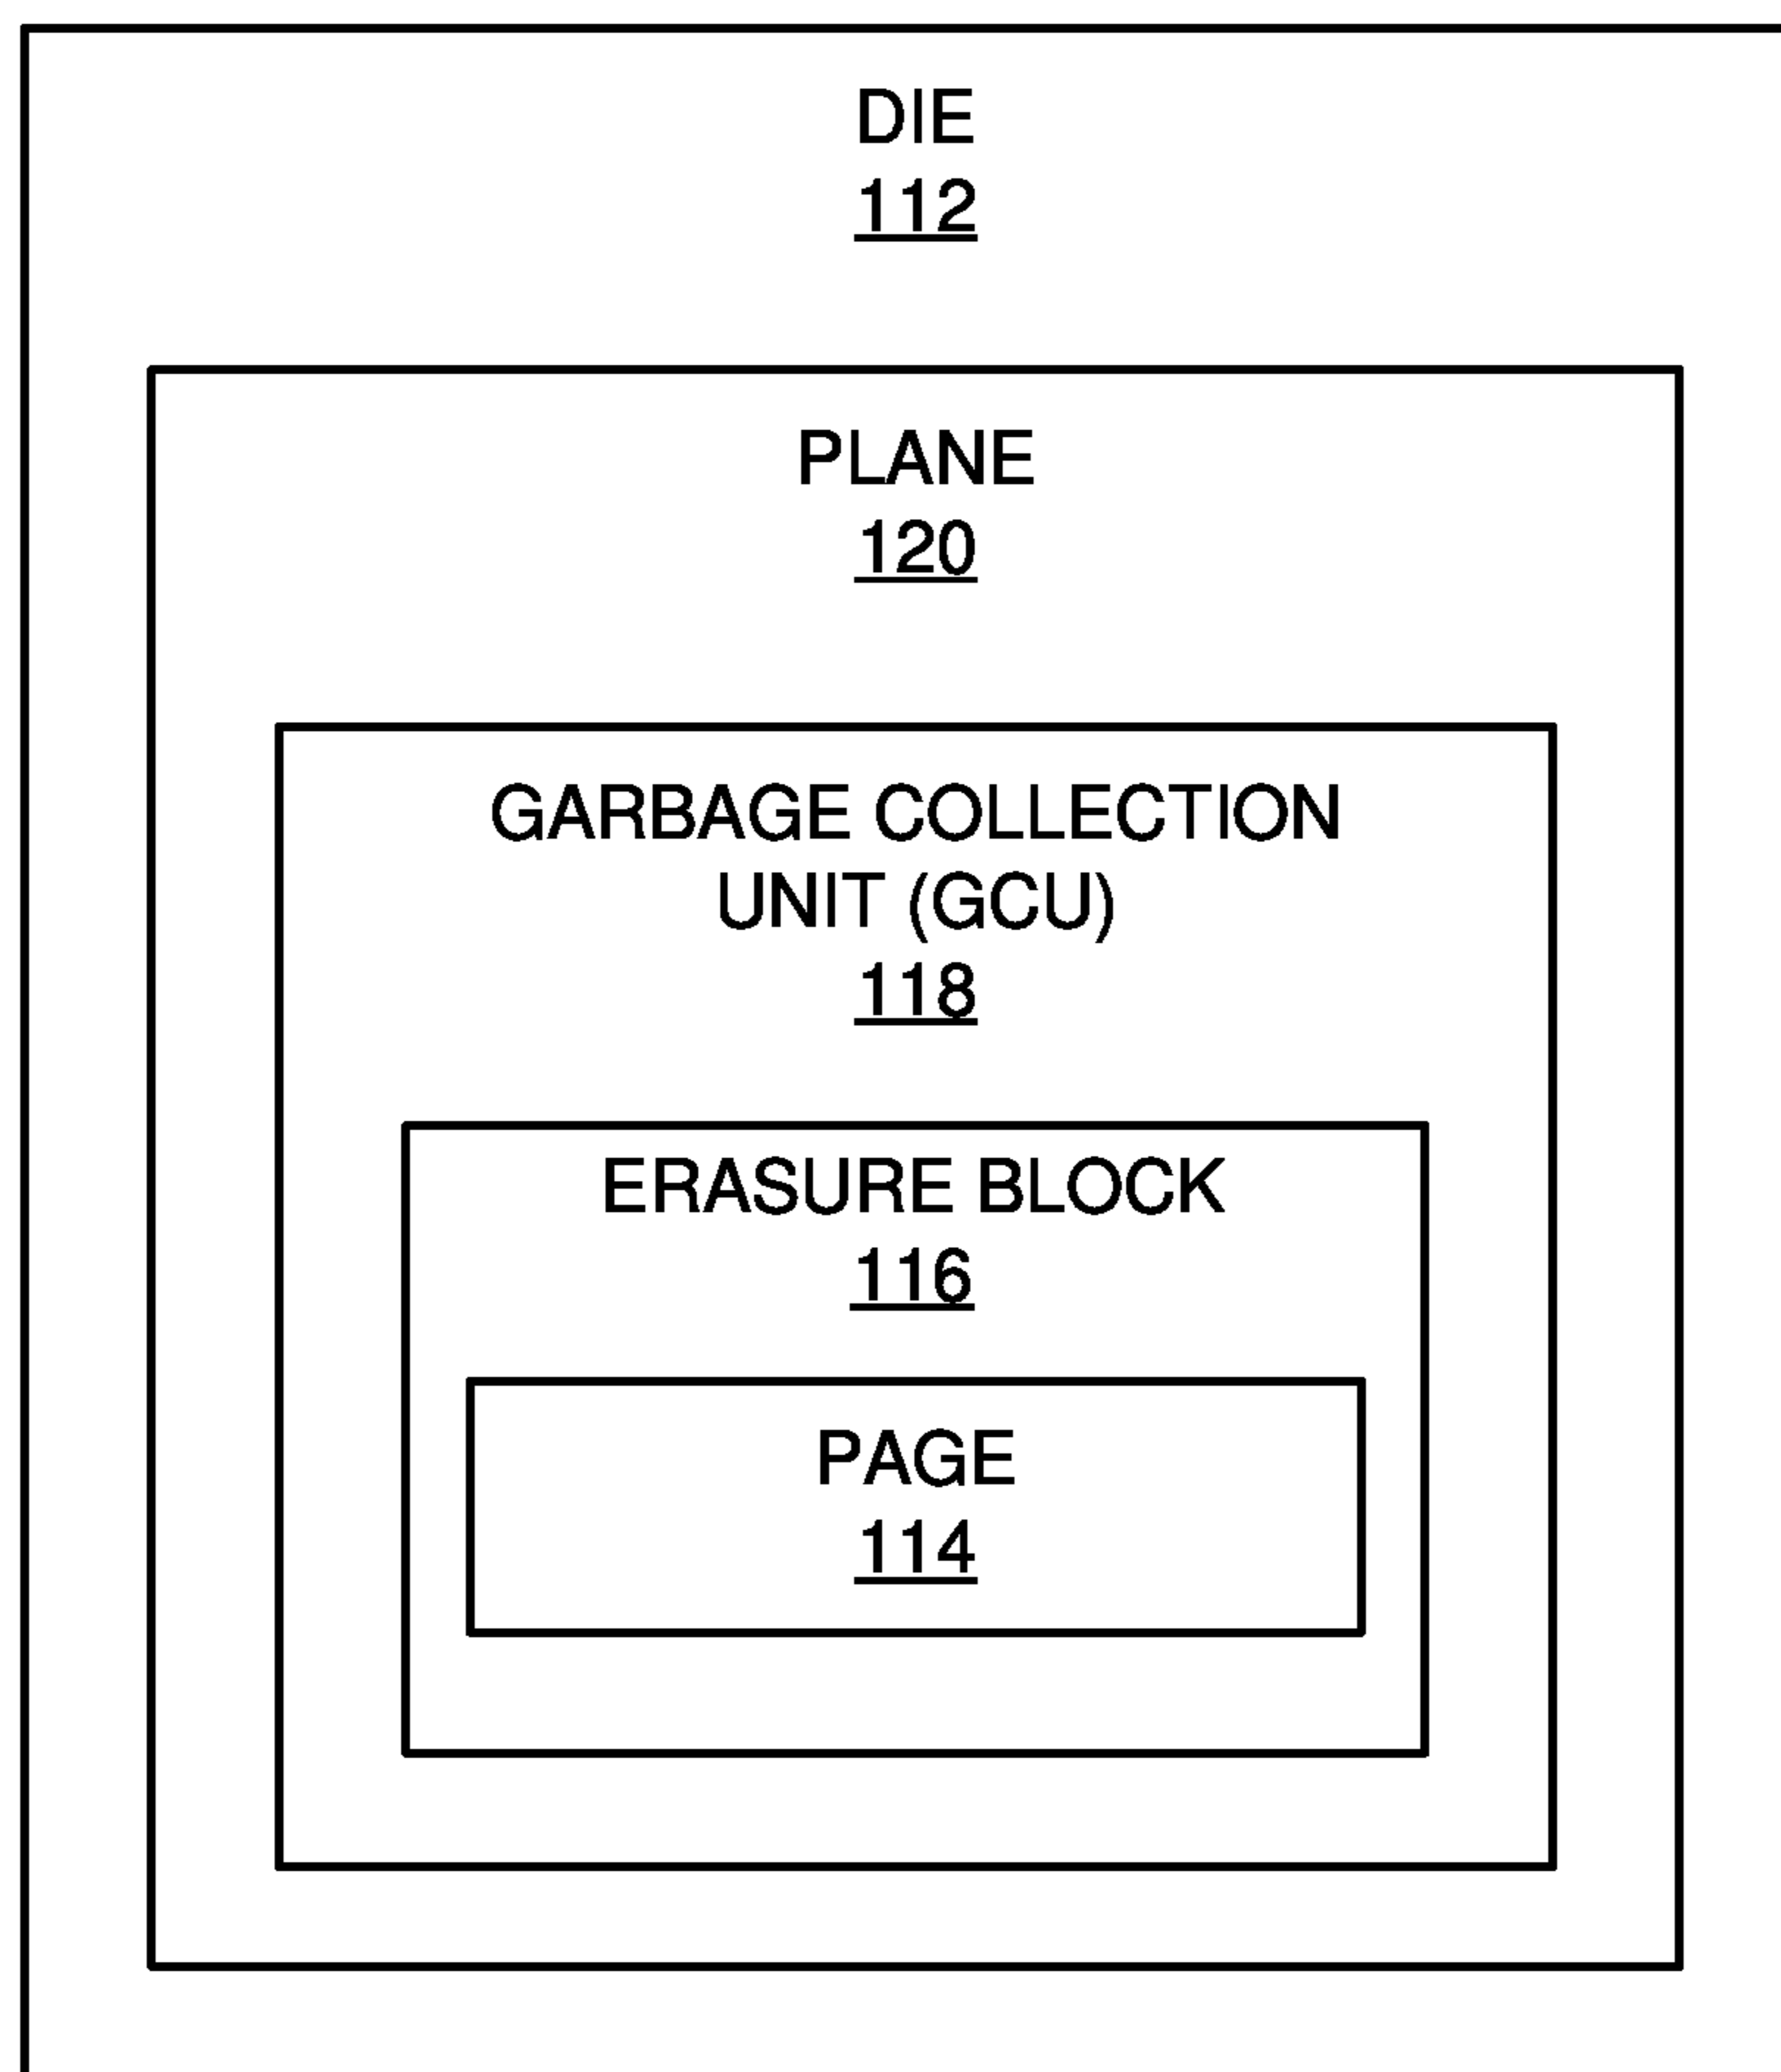 DIE
112
PLANE
120
GARBAGE COLLECTION
UNIT (GCU)
118
ERASURE BLOCK
116
PAGE
114